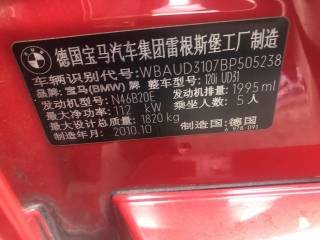 德国宝马汽车集团雷根斯堡工厂制造
车辆识别代号:WBAUD3107BP505238
品牌:宝马(BMW)牌 整车型号:120i UD31
发动机型号:N46B20E 发动机排量:1995ml
最大净功率:112 kW 乘坐人数:5人
最大设计总质量:1820 kg
制造年月:2010.10 制造国:德国
6 978 091